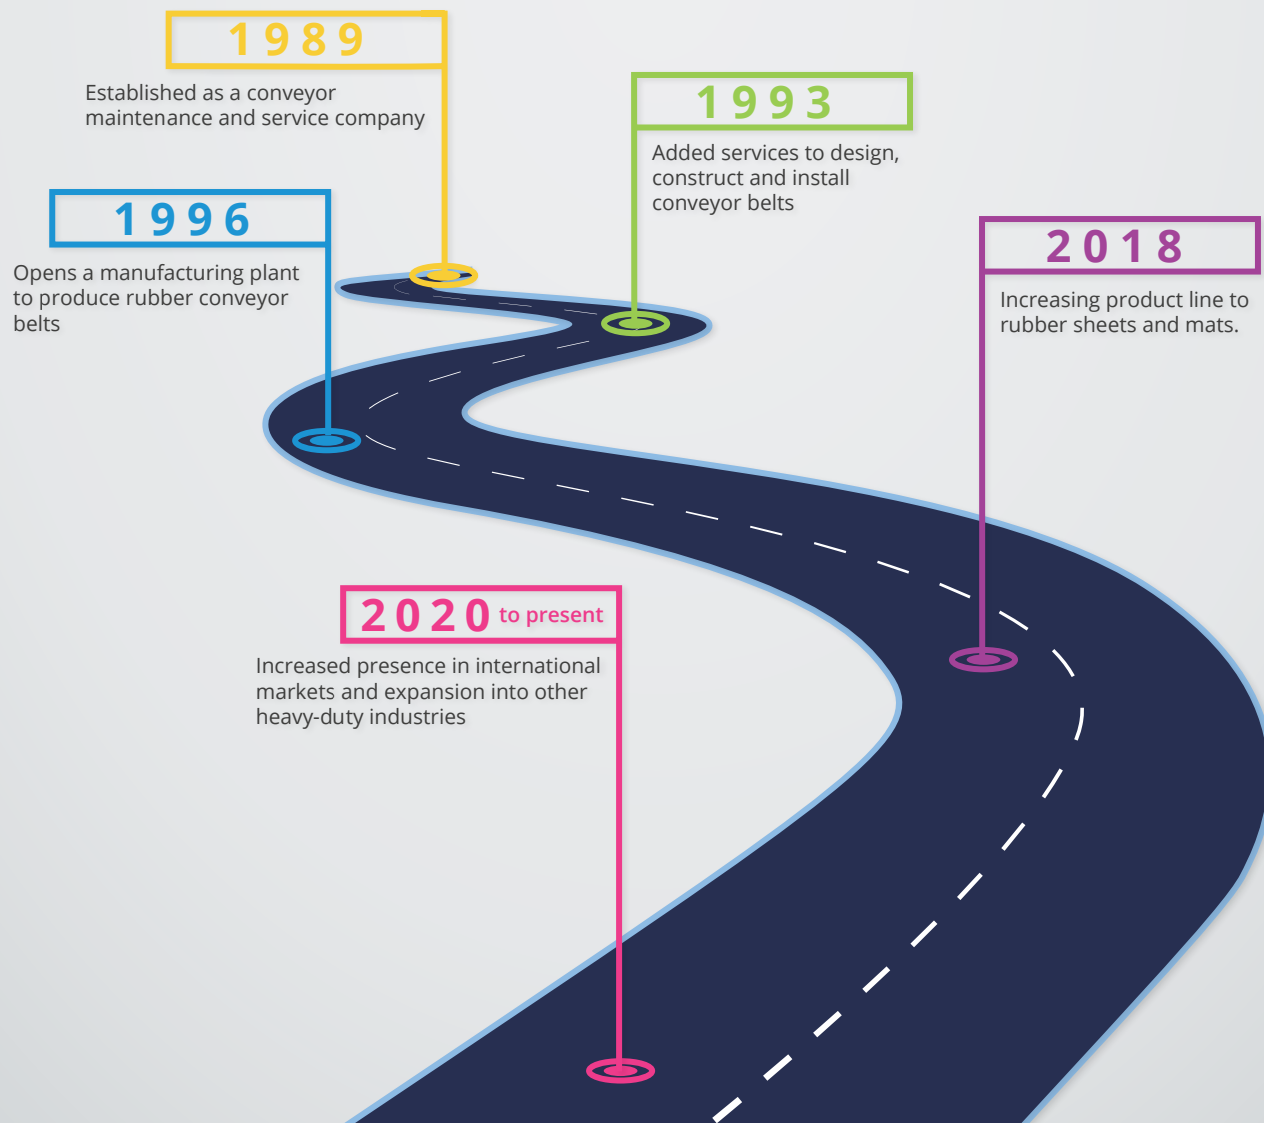 1989
Established as a conveyor
maintenance and service company
1993
Added services to design,
construct and install
conveyor belts
1996
Opens a manufacturing plant
to produce rubber conveyor
belts
2018
Increasing product line to
rubber sheets and mats.
2020 to present
Increased presence in international
markets and expansion into other
heavy-duty industries